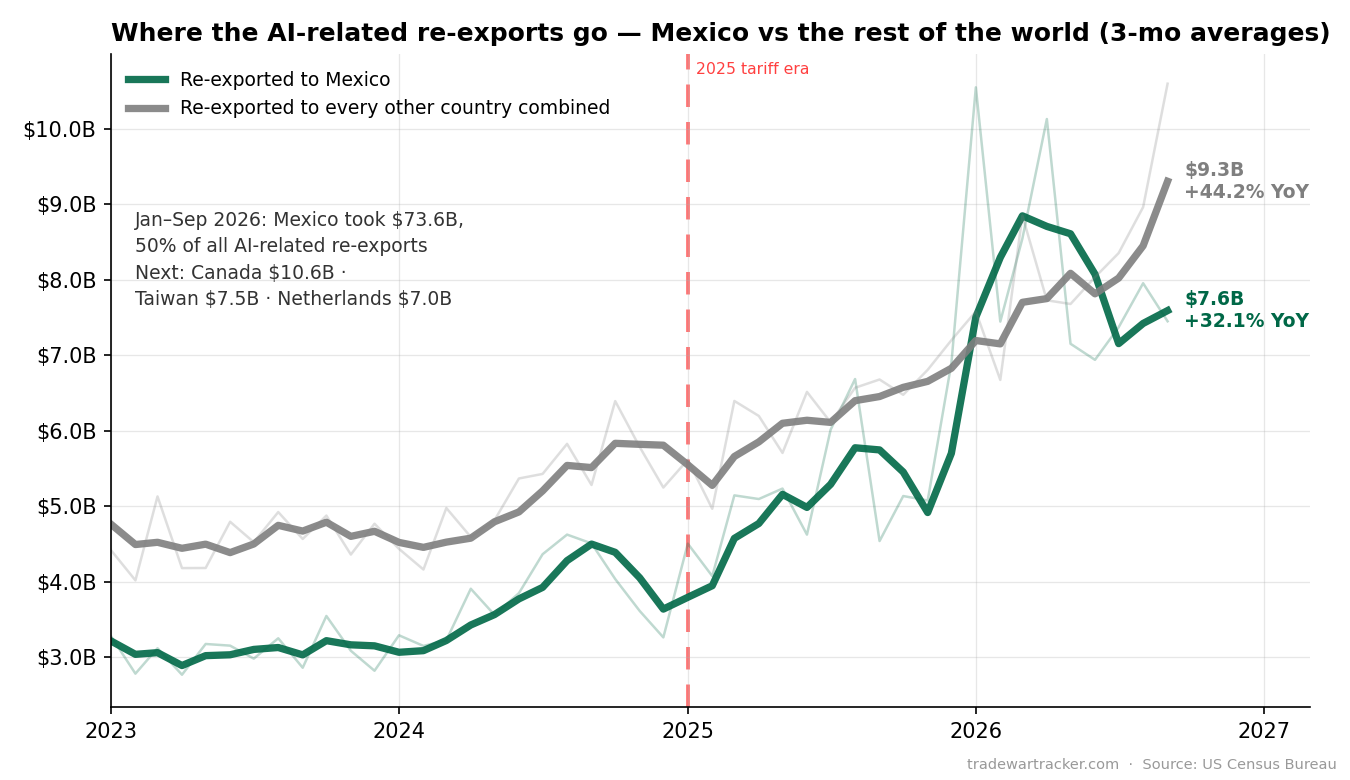 Where the AI-related re-exports go — Mexico vs the rest of the world (3-mo averages)
2025 tariff era
Re-exported to Mexico
Re-exported to every other country combined
$10.0B
$9.0B
$8.0B
$7.0B
$6.0B
$5.0B
$4.0B
$3.0B
Jan–Sep 2026: Mexico took $73.6B,
50% of all AI-related re-exports
Next: Canada $10.6B ·
Taiwan $7.5B · Netherlands $7.0B
$9.3B
+44.2% YoY
$7.6B
+32.1% YoY
2023
2024
2025
2026
2027
tradewartracker.com · Source: US Census Bureau